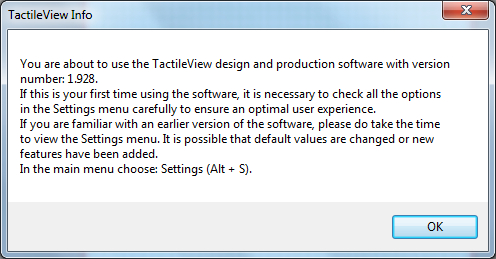 TactileView Info
You are about to use the TactileView design and production software with version
number: 1.928.
If this is your first time using the software, it is necessary to check all the options
in the Settings menu carefully to ensure an optimal user experience.
If you are familiar with an earlier version of the software, please do take the time
to view the Settings menu. It is possible that default values are changed or new
features have been added.
In the main menu choose: Settings (Alt + S).
OK